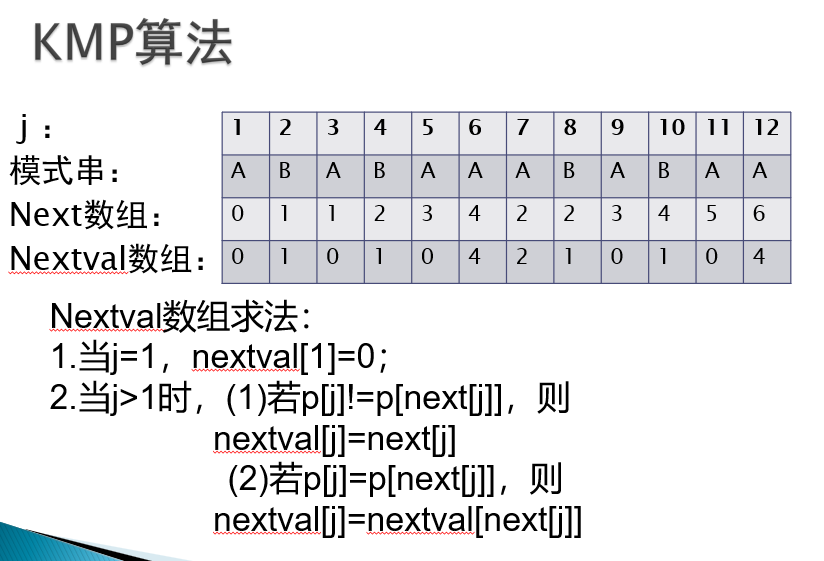 KMP算法
j： 1 2 3 4 5 6 7 8 9 10 11 12
模式串： A B A B A A A B A B A A
Next数组： 0 1 1 2 3 4 2 2 3 4 5 6
Nextval数组： 0 1 0 1 0 4 2 1 0 1 0 4
Nextval数组求法：
1.当j=1，nextval[1]=0；
2.当j>1时，(1)若p[j]!=p[next[j]]，则
nextval[j]=next[j]
(2)若p[j]=p[next[j]]，则
nextval[j]=nextval[next[j]]